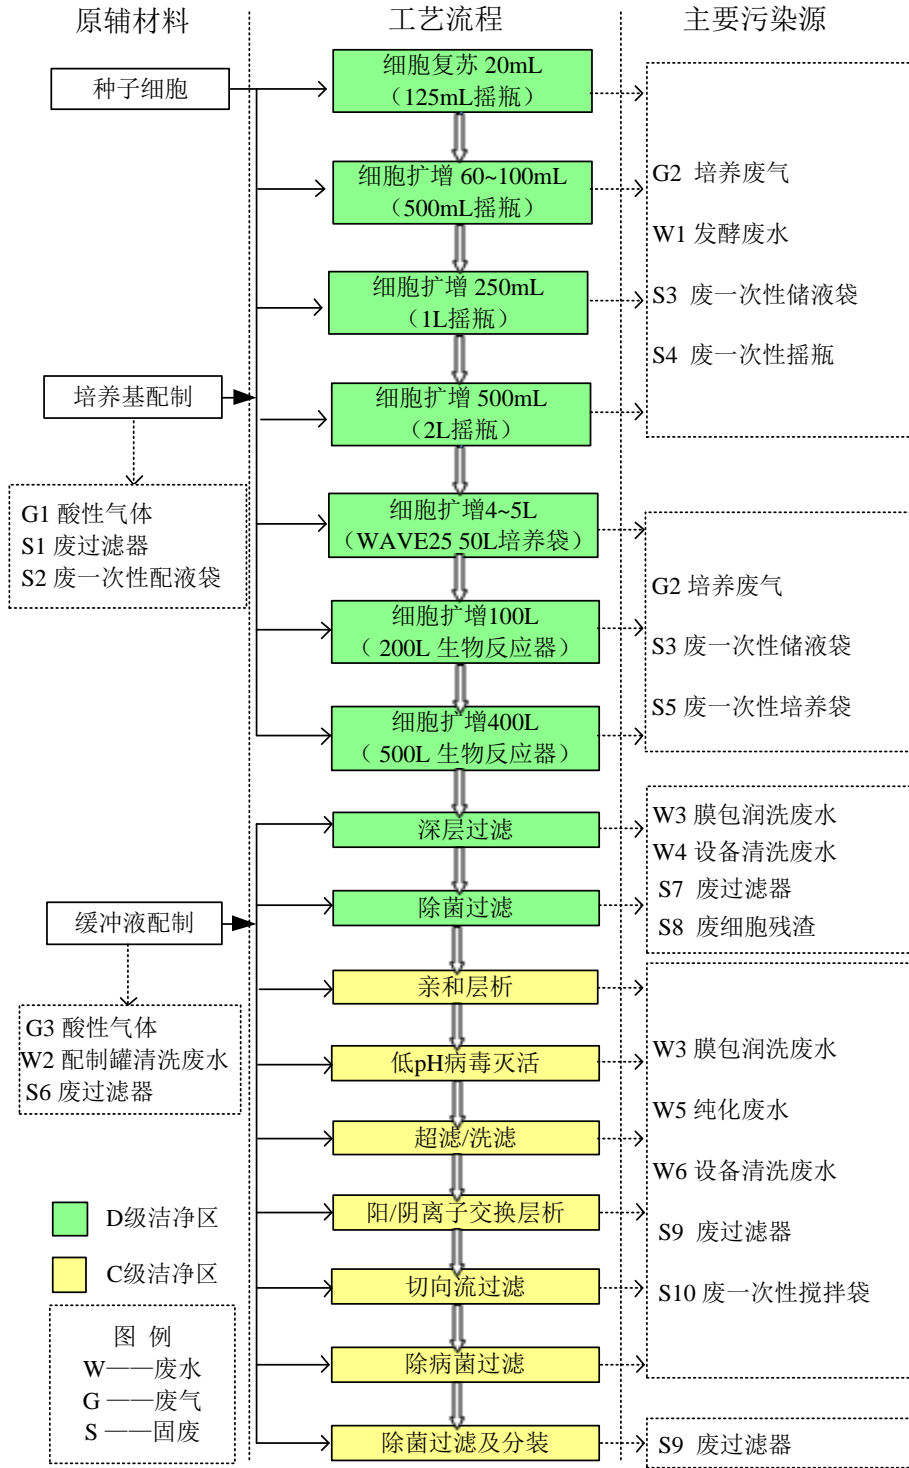 原辅材料
工艺流程
主要污染源
种子细胞
细胞复苏 20mL
（125mL摇瓶）
细胞扩增 60~100mL
（500mL摇瓶）
细胞扩增 250mL
（1L摇瓶）
细胞扩增 500mL
（2L摇瓶）
G2 培养废气
W1 发酵废水
S3 废一次性储液袋
S4 废一次性摇瓶
培养基配制
G1 酸性气体
S1 废过滤器
S2 废一次性配液袋
细胞扩增4~5L
（WAVE25 50L培养袋）
细胞扩增100L
（ 200L 生物反应器）
细胞扩增400L
（ 500L 生物反应器）
G2 培养废气
S3 废一次性储液袋
S5 废一次性培养袋
深层过滤
除菌过滤
W3 膜包润洗废水
W4 设备清洗废水
S7 废过滤器
S8 废细胞残渣
缓冲液配制
G3 酸性气体
W2 配制罐清洗废水
S6 废过滤器
亲和层析
低pH病毒灭活
超滤/洗滤
阳/阴离子交换层析
切向流过滤
除病菌过滤
W3 膜包润洗废水
W5 纯化废水
W6 设备清洗废水
S9 废过滤器
S10 废一次性搅拌袋
除菌过滤及分装
S9 废过滤器
D级洁净区
C级洁净区
图 例
W——废水
G ——废气
S ——固废